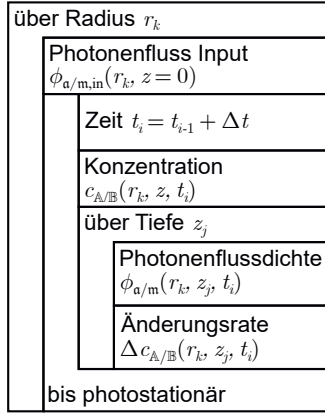 über Radius r_k
Photonenfluss Input
ϕ_{𝔞/𝔪,in}(r_k, z = 0)
Zeit t_i = t_{i-1} + Δt
Konzentration
c_{𝔸/𝔹}(r_k, z, t_i)
über Tiefe z_j
Photonenflussdichte
ϕ_{𝔞/𝔪}(r_k, z_j, t_i)
Änderungsrate
Δc_{𝔸/𝔹}(r_k, z_j, t_i)
bis photostationär